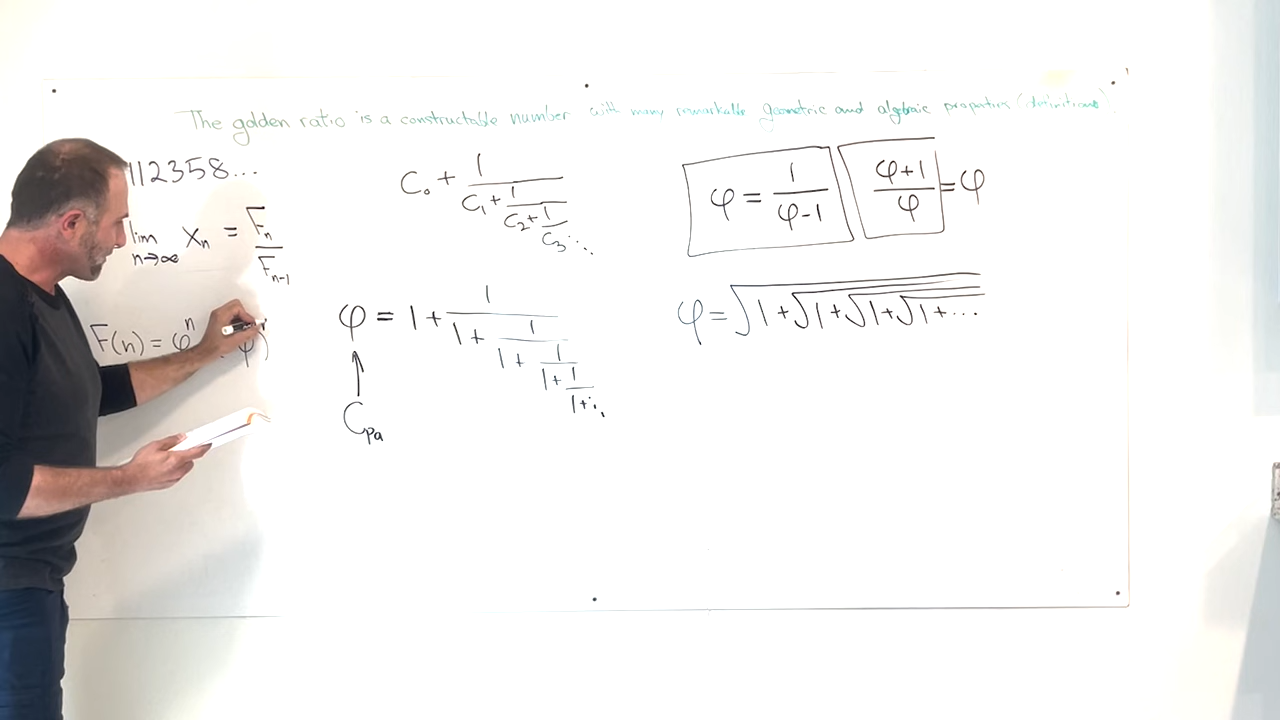 The golden ratio is a constructable number with many remarkable geometric and algebraic properties (definitions)
112358...
lim n→∞ Xn = Fn / Fn-1
F(n) = φ^n
C₀ + 1/(C₁ + 1/(C₂ + 1/(C₃ ⋱
φ = 1 + 1/(1 + 1/(1 + 1/(1 + 1/(1 + ⋱
↑
Cpa
φ = 1/(φ-1)
(φ+1)/φ = φ
φ = √1+√1+√1+√1+...